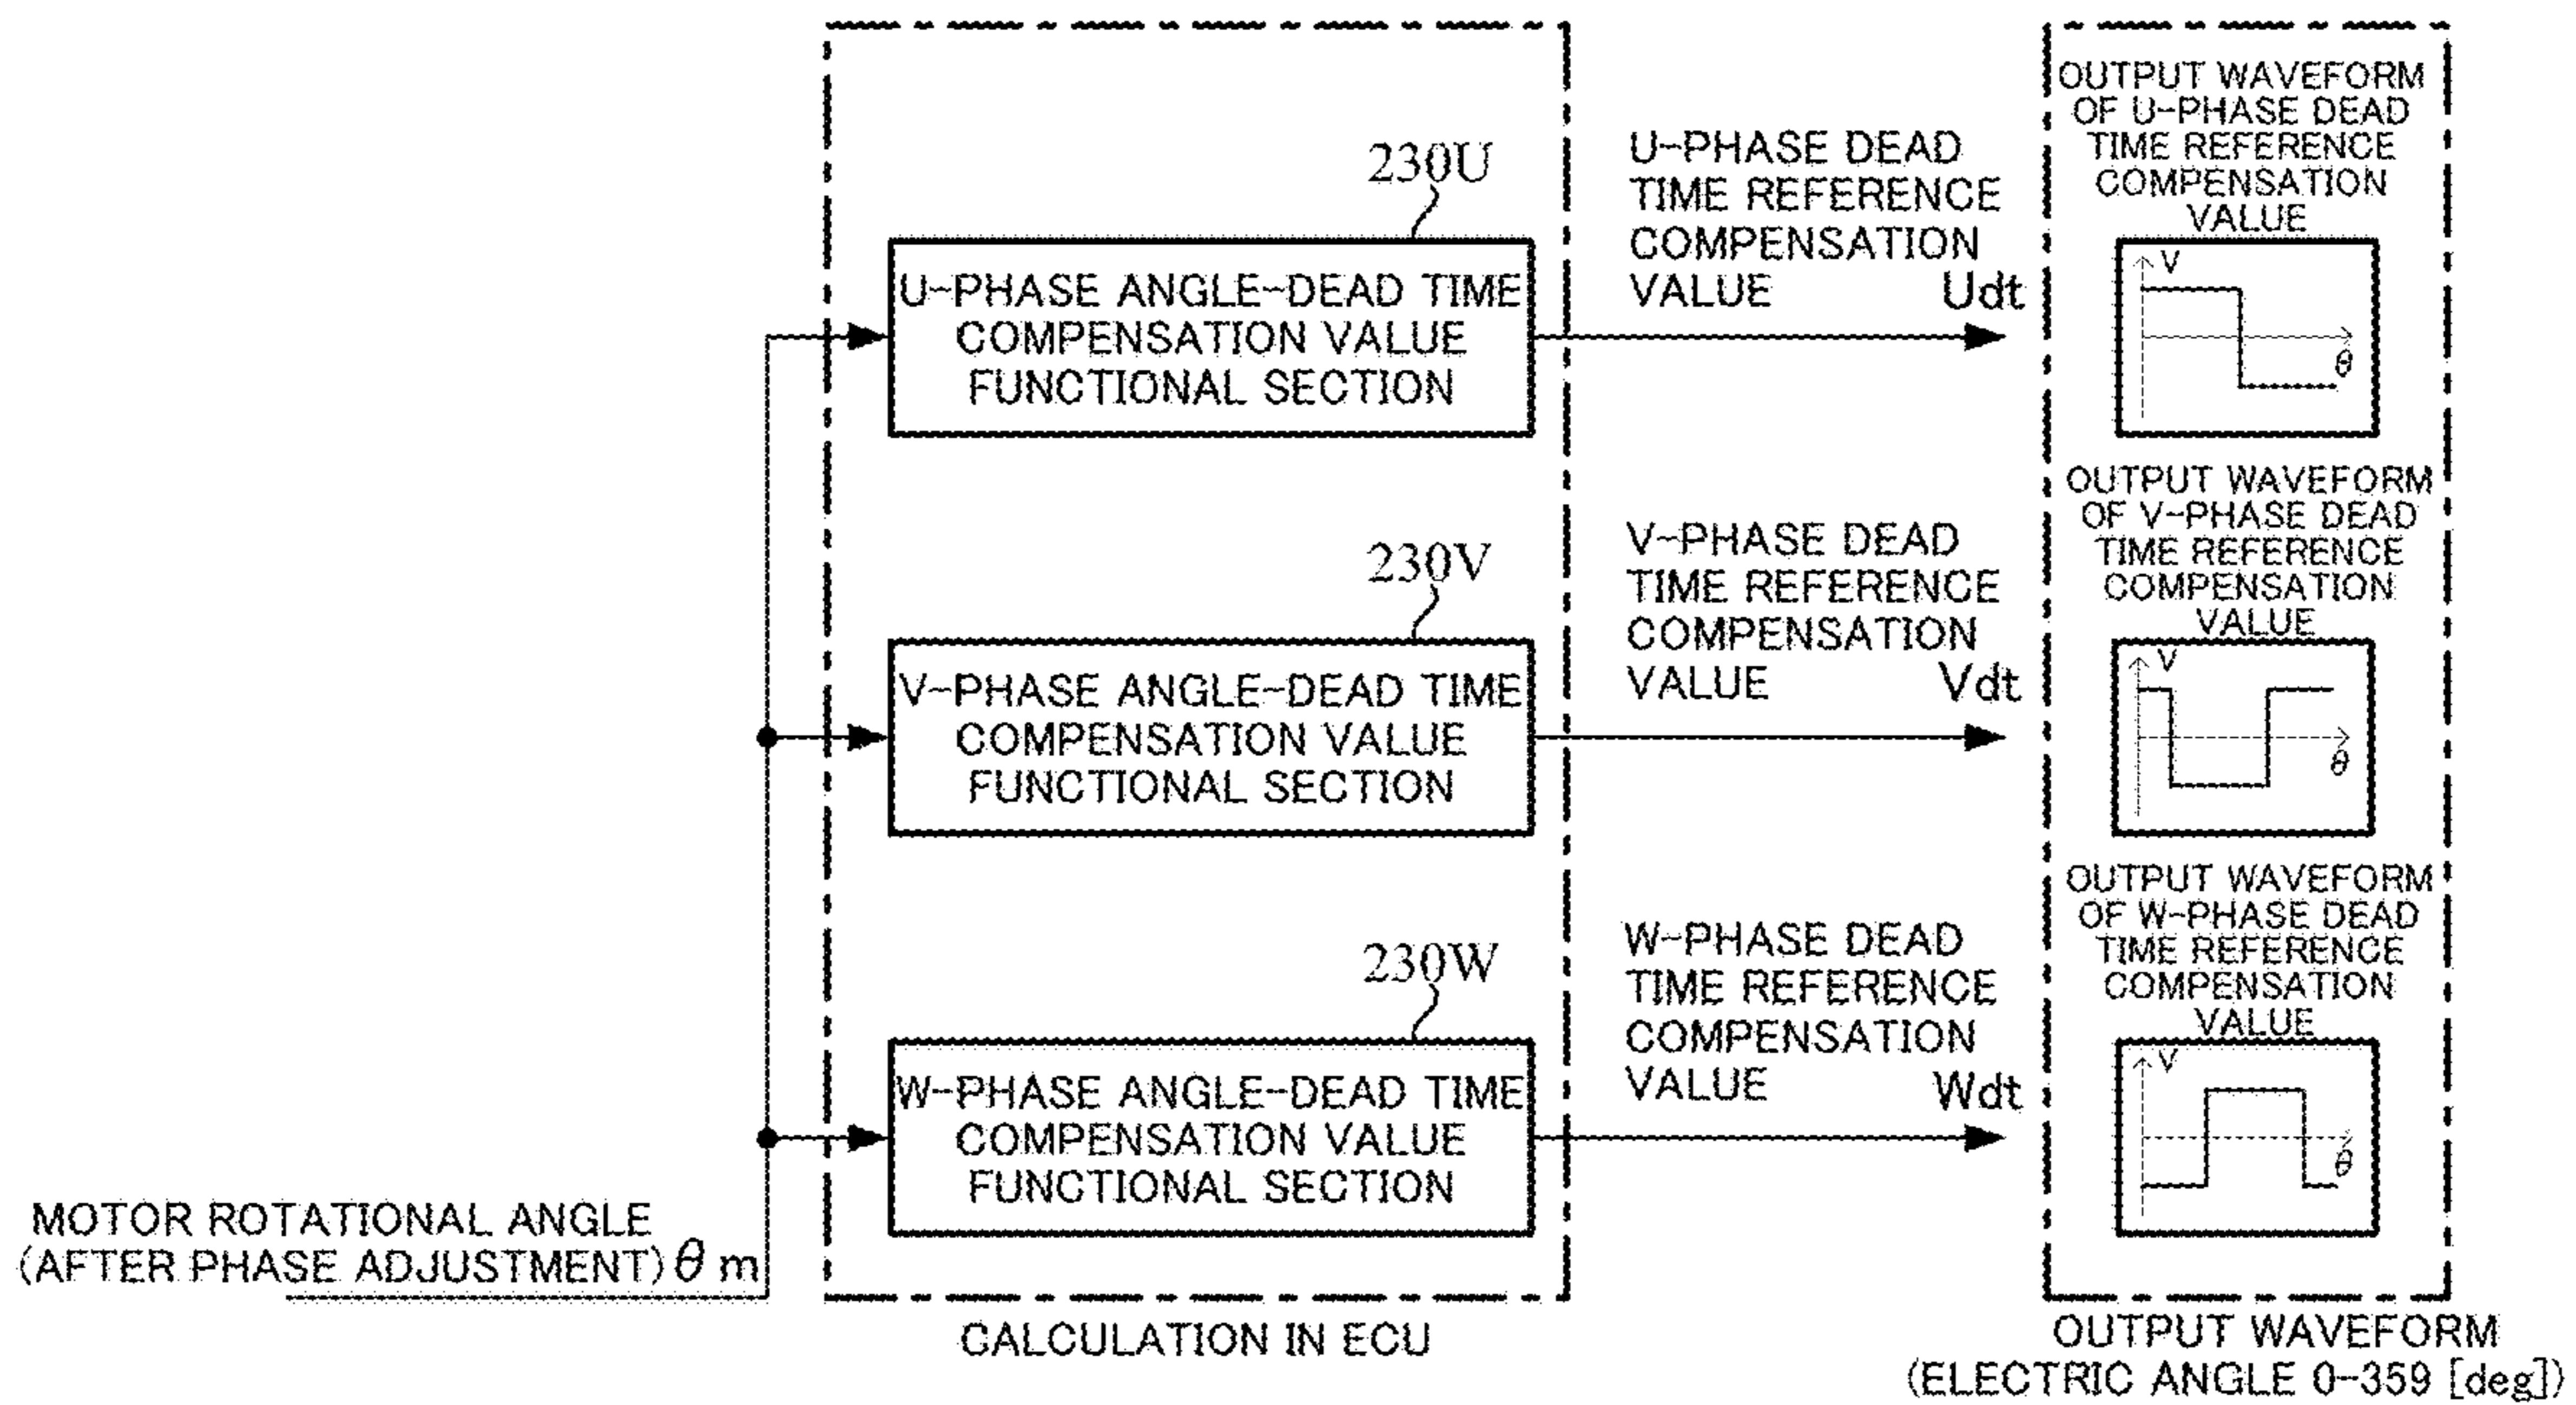 230U
U-PHASE ANGLE-DEAD TIME
COMPENSATION VALUE
FUNCTIONAL SECTION
U-PHASE DEAD
TIME REFERENCE
COMPENSATION
VALUE Udt
OUTPUT WAVEFORM
OF U-PHASE DEAD
TIME REFERENCE
COMPENSATION
VALUE
V
θ
230V
V-PHASE ANGLE-DEAD TIME
COMPENSATION VALUE
FUNCTIONAL SECTION
V-PHASE DEAD
TIME REFERENCE
COMPENSATION
VALUE Vdt
OUTPUT WAVEFORM
OF V-PHASE DEAD
TIME REFERENCE
COMPENSATION
VALUE
V
θ
230W
W-PHASE ANGLE-DEAD TIME
COMPENSATION VALUE
FUNCTIONAL SECTION
W-PHASE DEAD
TIME REFERENCE
COMPENSATION
VALUE Wdt
OUTPUT WAVEFORM
OF W-PHASE DEAD
TIME REFERENCE
COMPENSATION
VALUE
V
θ
MOTOR ROTATIONAL ANGLE
(AFTER PHASE ADJUSTMENT) θ m
CALCULATION IN ECU
OUTPUT WAVEFORM
(ELECTRIC ANGLE 0-359 [deg])